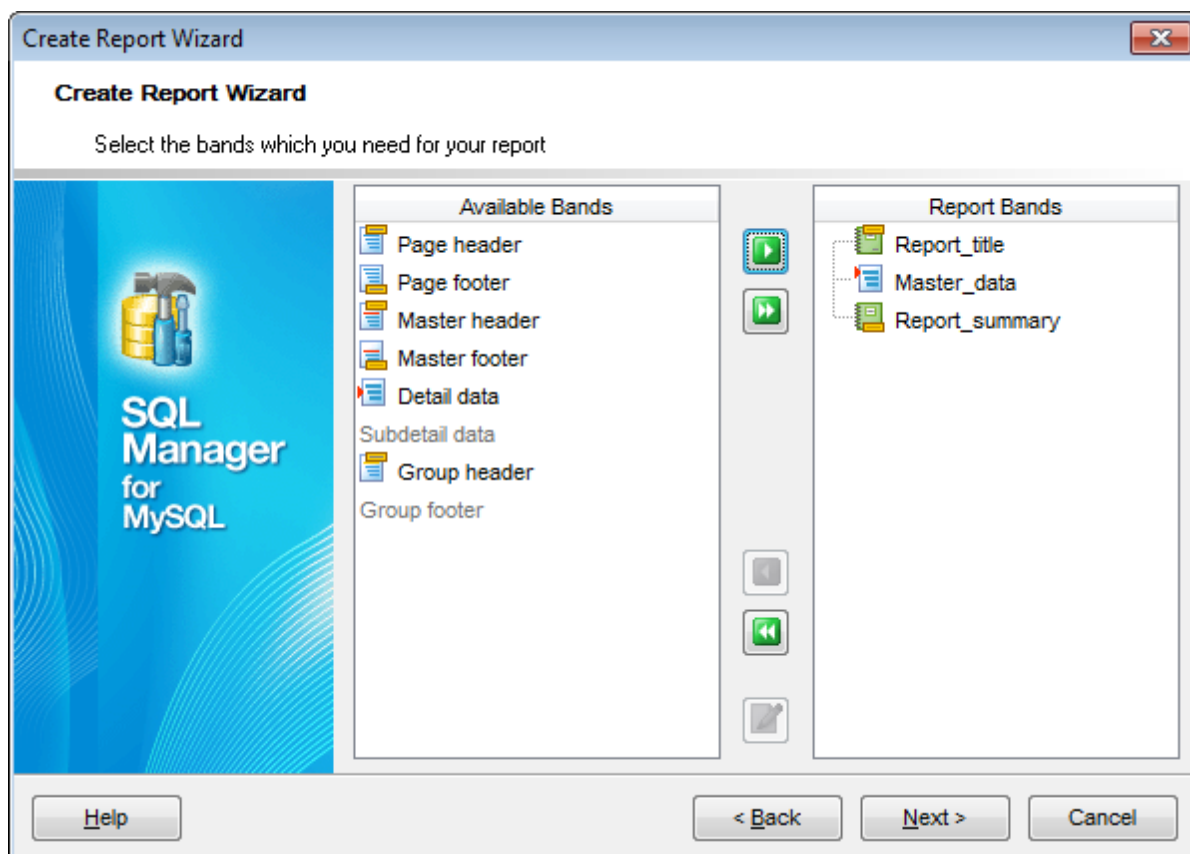 Create Report Wizard
Create Report Wizard
Select the bands which you need for your report
SQL
Manager
for
MySQL
Available Bands
Page header
Page footer
Master header
Master footer
Detail data
Subdetail data
Group header
Group footer
Report Bands
Report_title
Master_data
Report_summary
Help
< Back
Next >
Cancel